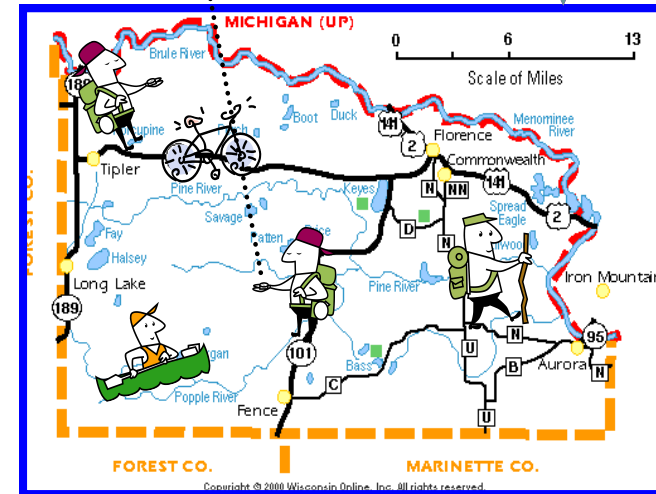 MICHIGAN (UP)
0 6 13
Scale of Miles
Brule River
189
Boot
Duck
141
2
Menominee
River
Florence
Commonwealth
Tipler
Pine River
Keyes
N
NN
141
Savage
Spread
Eagle
2
D
N
Fay
Patten
Halsey
FOREST CO.
Long Lake
Pine River
Iron Mountain
189
95
101
U
N
Bass
B
Aurora
N
C
Popple River
Fence
U
FOREST CO.
MARINETTE CO.
Copyright © 2000 Wisconsin Online, Inc. All rights reserved.